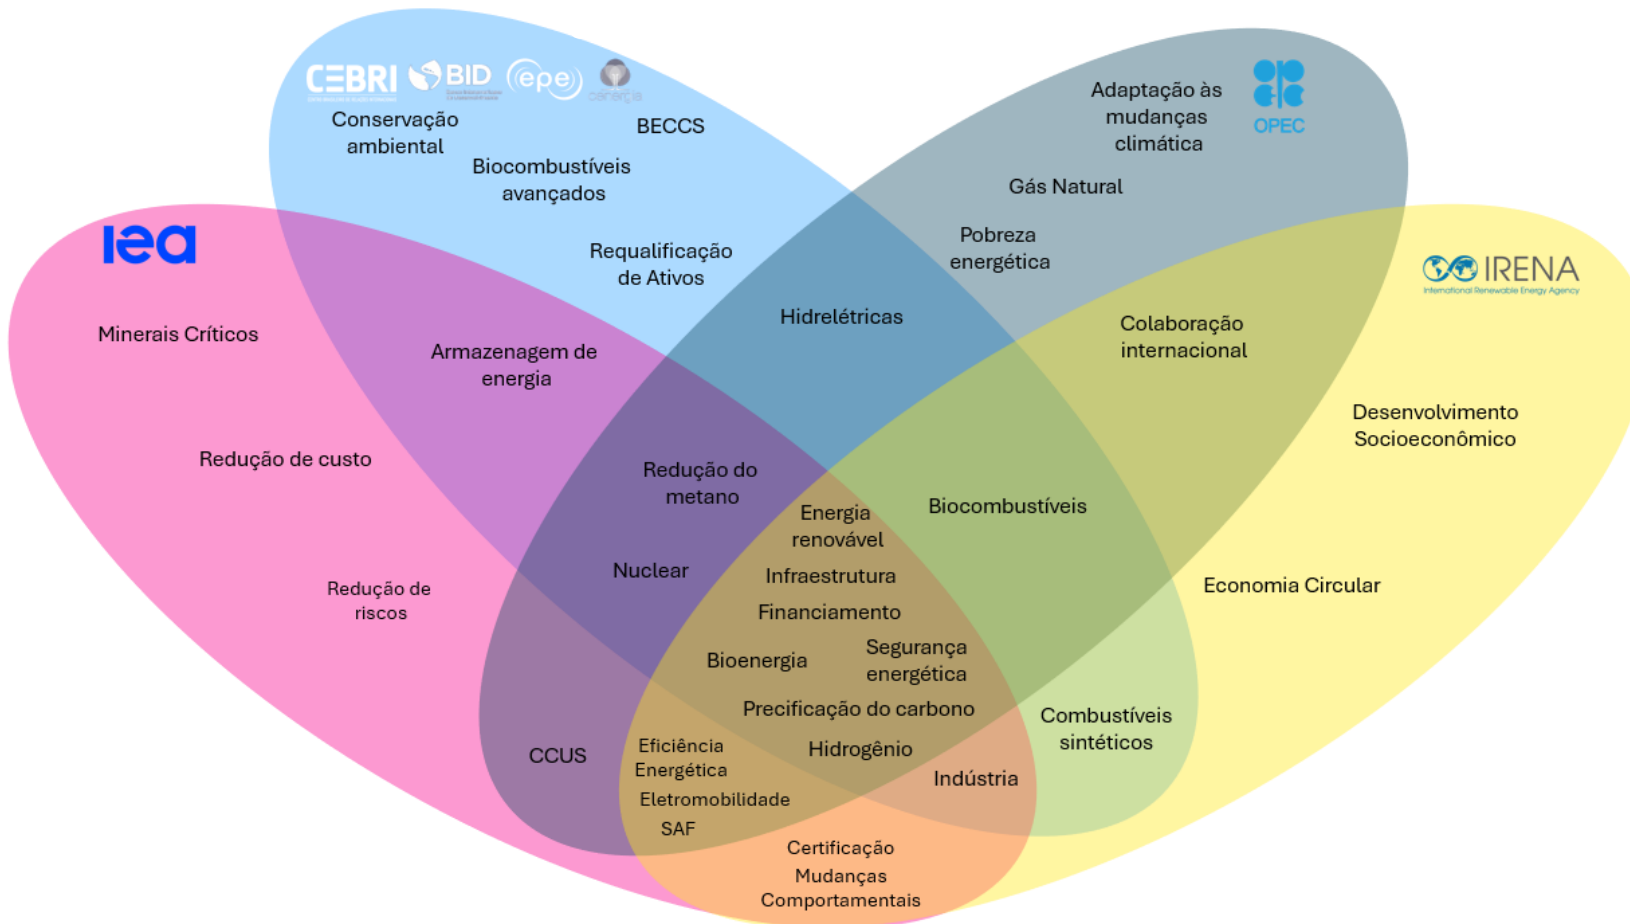 CEBRI
BID
epe
cenergia
OPEC
iea
IRENA
International Renewable Energy Agency
Conservação
ambiental
BECCS
Biocombustíveis
avançados
Requalificação
de Ativos
Adaptação às
mudanças
climática
Gás Natural
Pobreza
energética
Hidrelétricas
Colaboração
internacional
Minerais Críticos
Armazenagem de
energia
Desenvolvimento
Socioeconômico
Redução de custo
Redução do
metano
Biocombustíveis
Energia
renovável
Nuclear
Infraestrutura
Economia Circular
Redução de
riscos
Financiamento
Bioenergia
Segurança
energética
Precificação do carbono
Combustíveis
sintéticos
CCUS
Eficiência
Energética
Hidrogênio
Indústria
Eletromobilidade
SAF
Certificação
Mudanças
Comportamentais